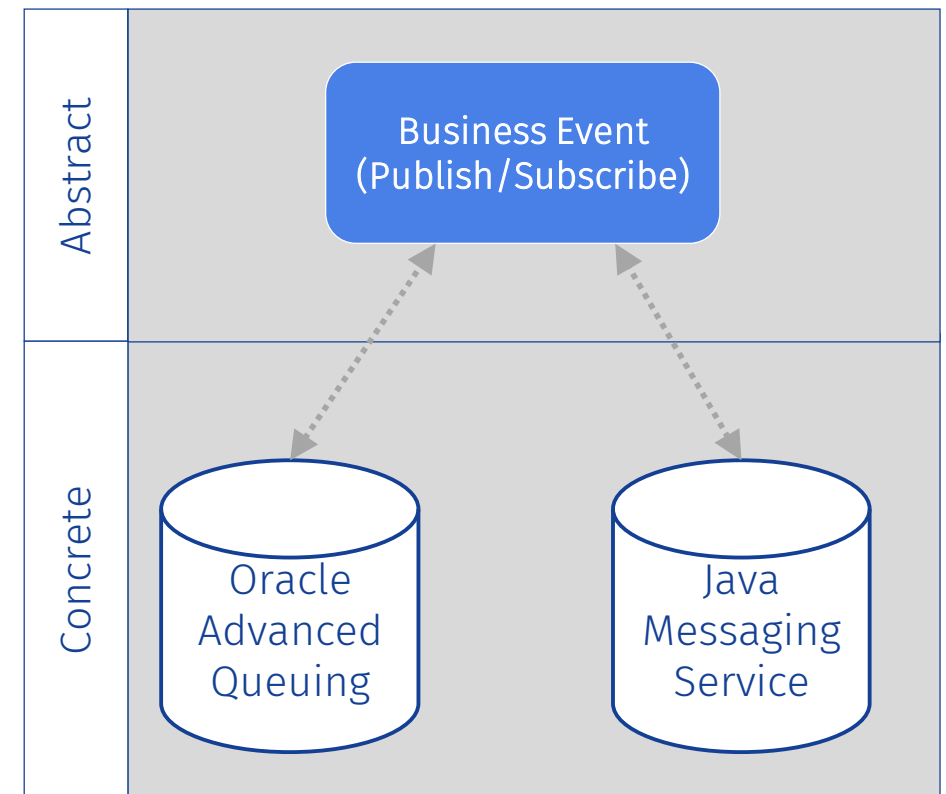 Abstract
Business Event
(Publish/Subscribe)
Concrete
Oracle
Advanced
Queuing
Java
Messaging
Service